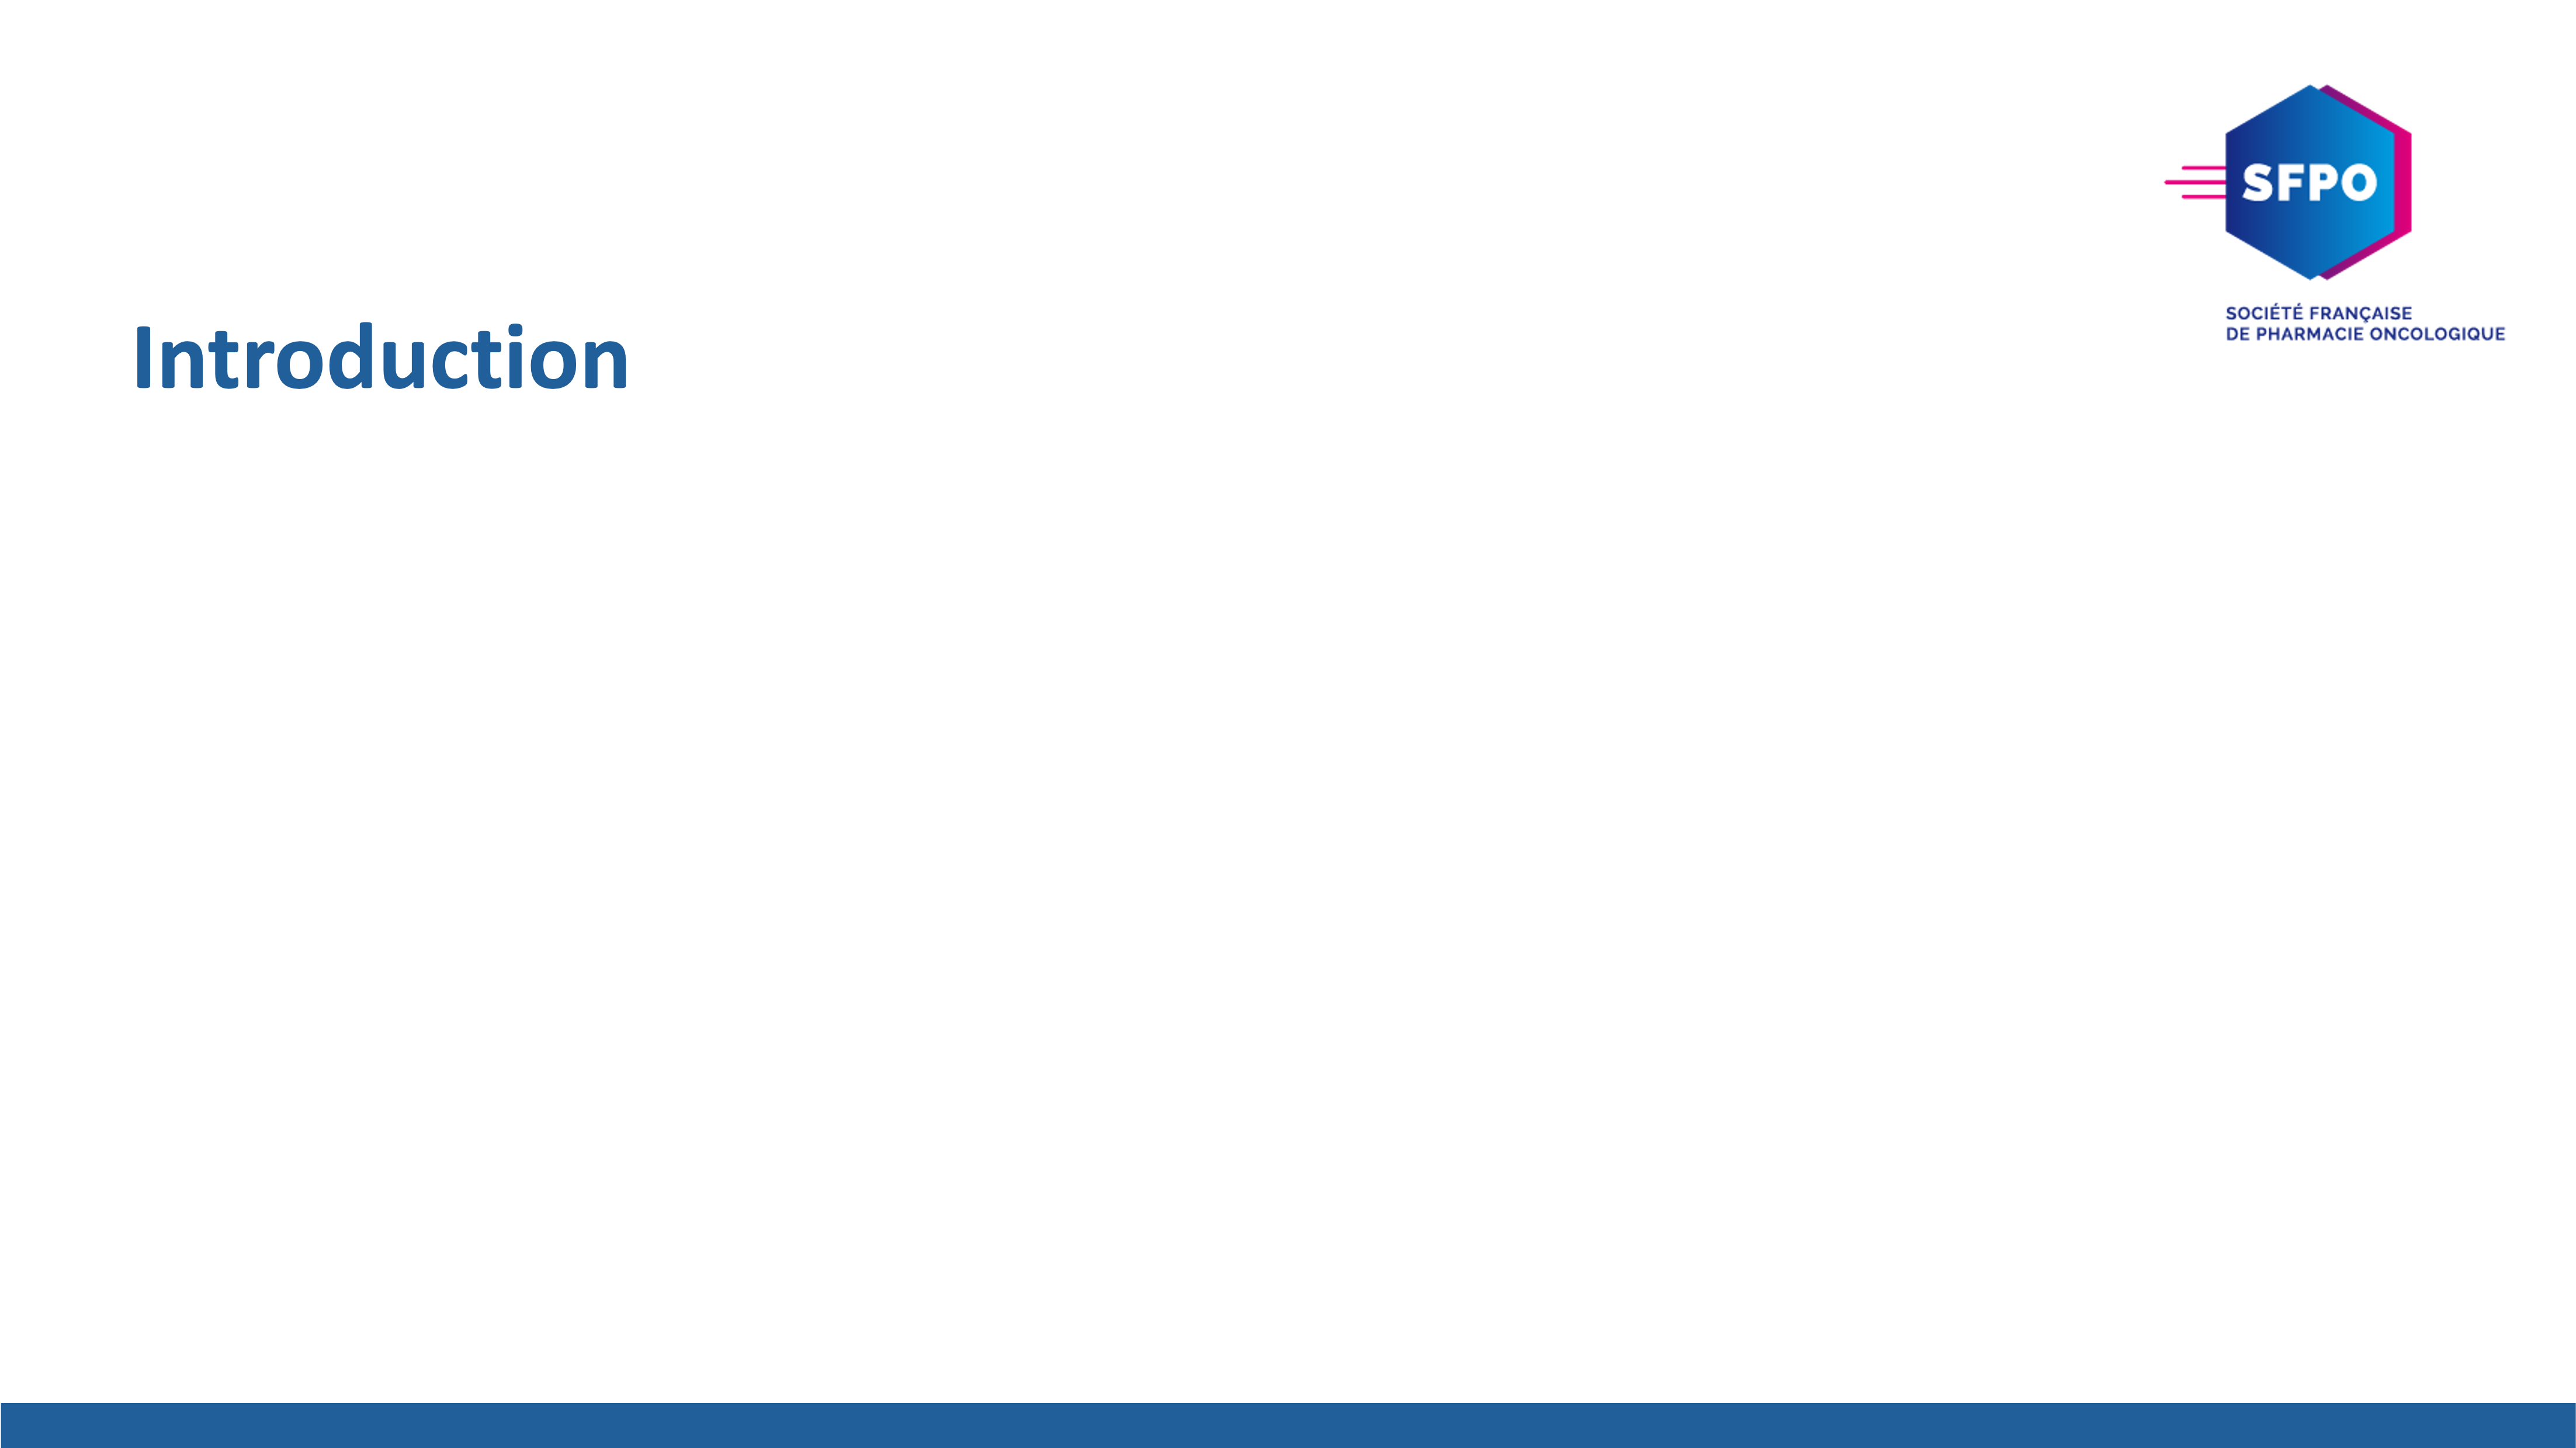 SFPO
SOCIÉTÉ FRANÇAISE
DE PHARMACIE ONCOLOGIQUE
Introduction